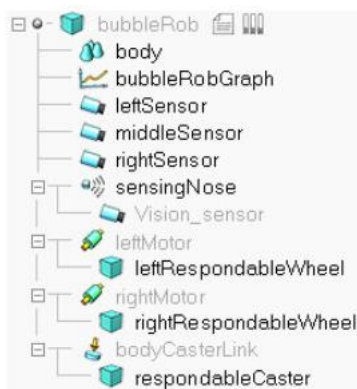 bubbleRob
body
bubbleRobGraph
leftSensor
middleSensor
rightSensor
sensingNose
Vision_sensor
leftMotor
leftRespondableWheel
rightMotor
rightRespondableWheel
bodyCasterLink
respondableCaster